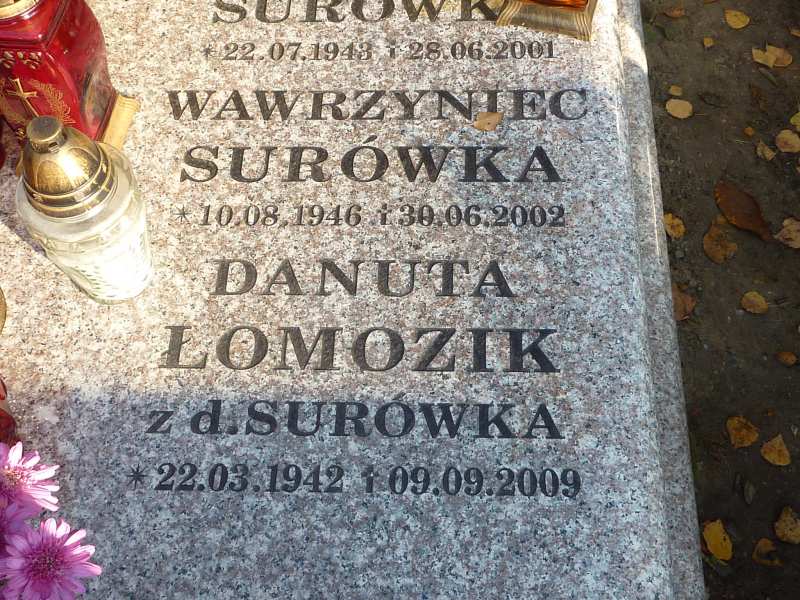 SURÓWKA
*22.07.1943 † 28.06.2001
WAWRZYNIEC
SURÓWKA
*10.08.1946 † 30.06.2002
DANUTA
ŁOMOZIK
z d. SURÓWKA
*22.03.1942 † 09.09.2009